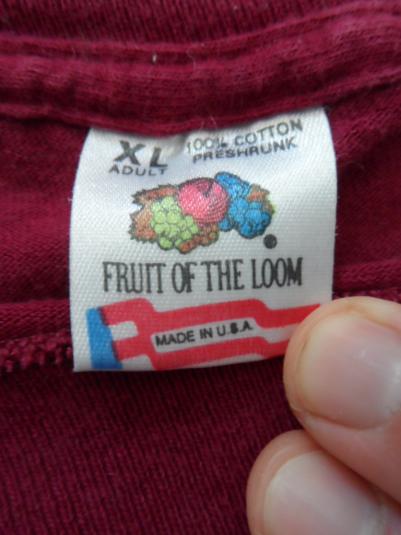 XL 100% COTTON
ADULT PRESHRUNK
FRUIT OF THE LOOM
MADE IN U.S.A.